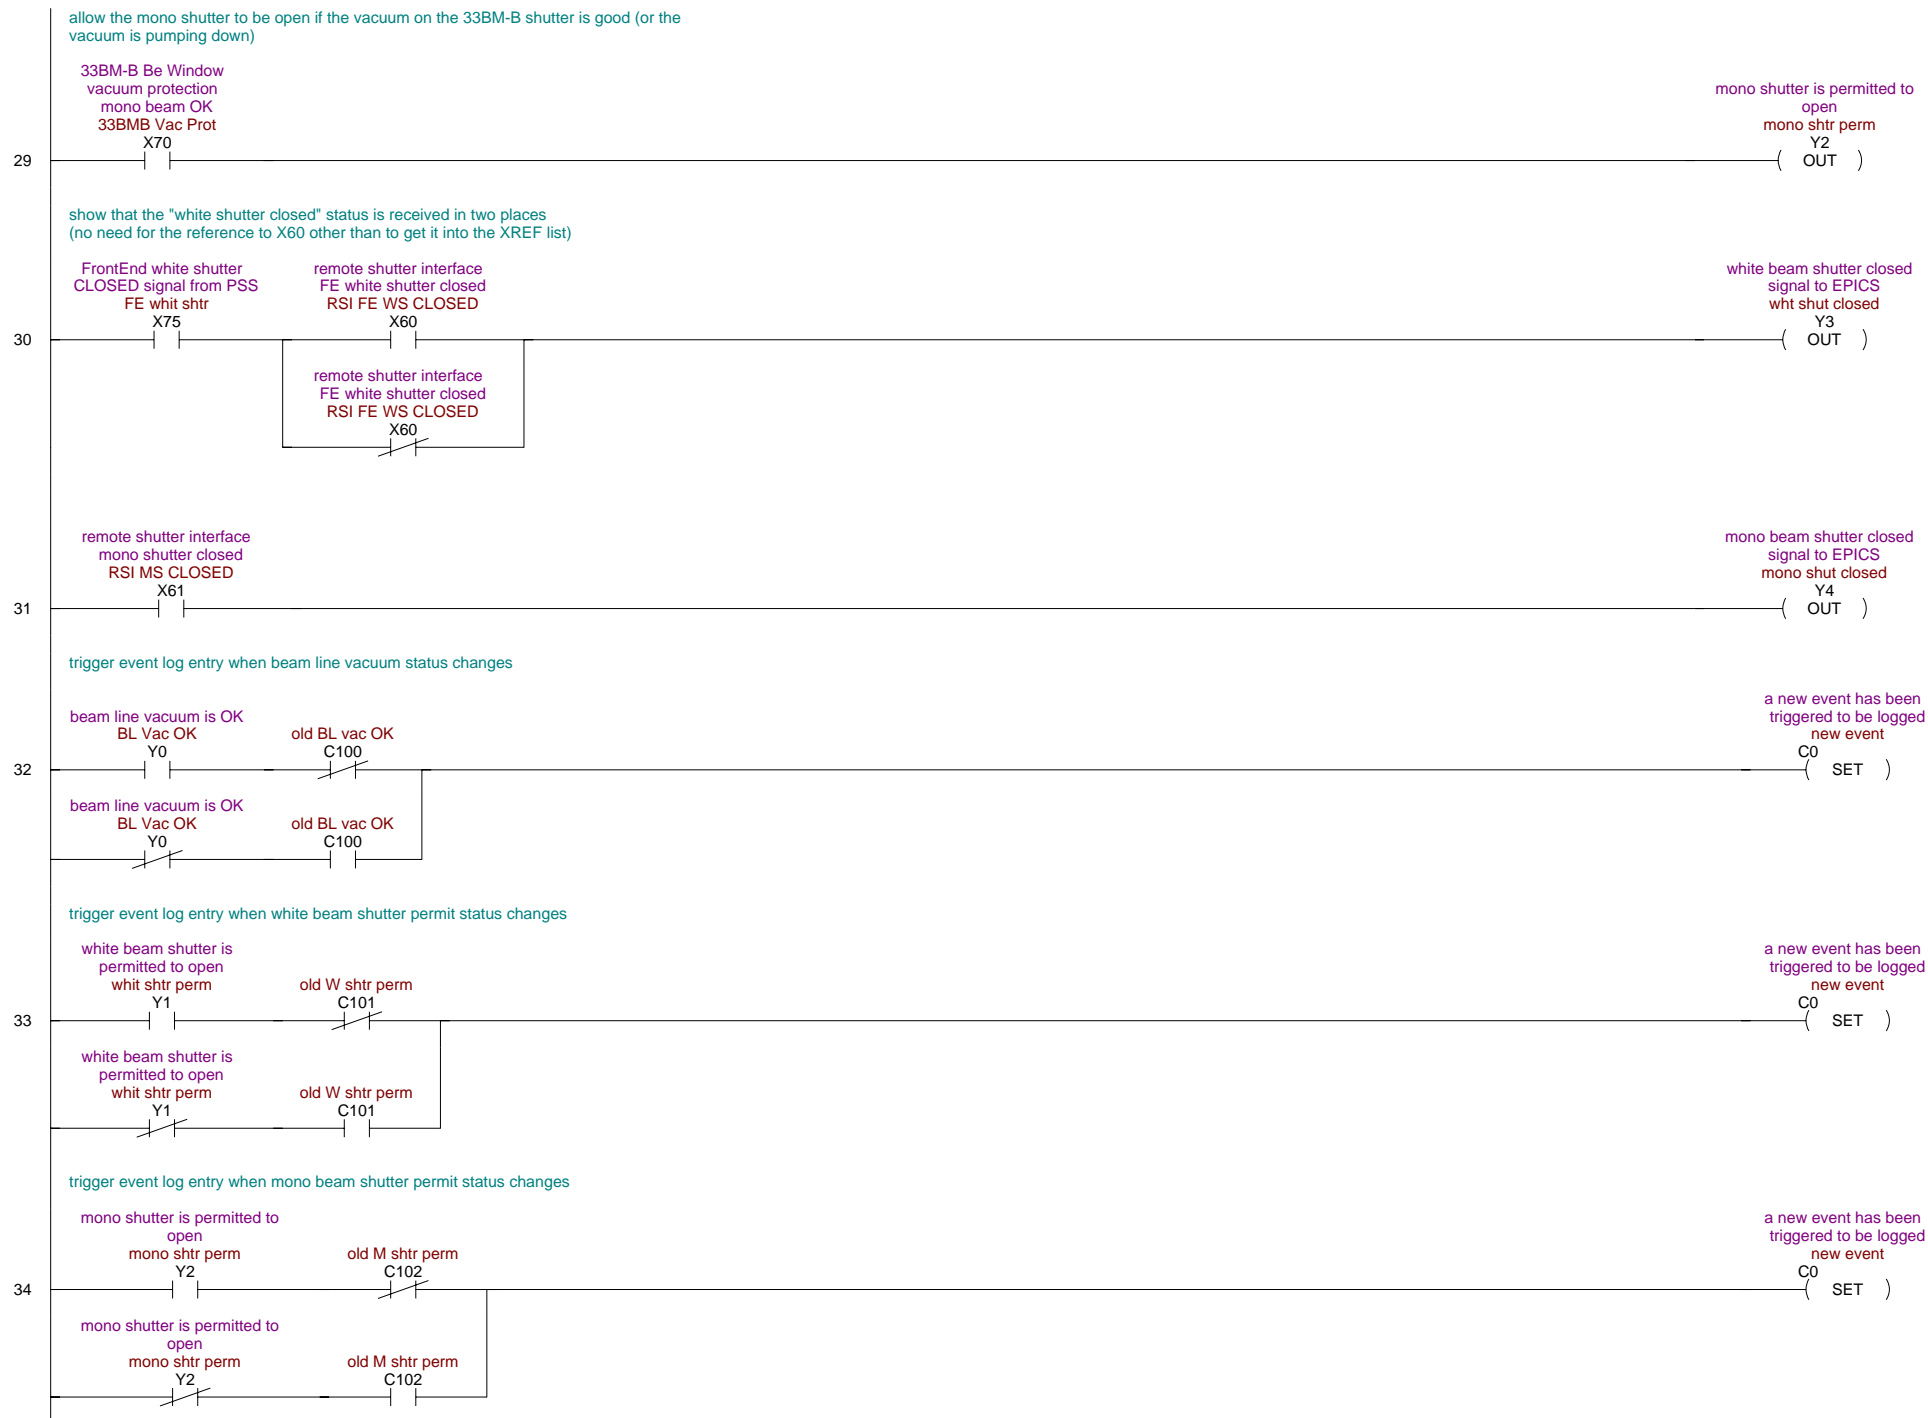 allow the mono shutter to be open if the vacuum on the 33BM-B shutter is good (or the
vacuum is pumping down)
33BM-B Be Window
vacuum protection
mono beam OK
33BMB Vac Prot
X70
mono shutter is permitted to
open
mono shtr perm
Y2
29
OUT
show that the "white shutter closed" status is received in two places
(no need for the reference to X60 other than to get it into the XREF list)
FrontEnd white shutter
CLOSED signal from PSS
FE whit shtr
X75
remote shutter interface
FE white shutter closed
RSI FE WS CLOSED
X60
white beam shutter closed
signal to EPICS
wht shut closed
Y3
30
OUT
remote shutter interface
FE white shutter closed
RSI FE WS CLOSED
X60
remote shutter interface
mono shutter closed
RSI MS CLOSED
X61
mono beam shutter closed
signal to EPICS
mono shut closed
Y4
31
OUT
trigger event log entry when beam line vacuum status changes
beam line vacuum is OK
BL Vac OK
Y0
old BL vac OK
C100
a new event has been
triggered to be logged
new event
C0
32
SET
beam line vacuum is OK
BL Vac OK
Y0
old BL vac OK
C100
trigger event log entry when white beam shutter permit status changes
white beam shutter is
permitted to open
whit shtr perm
Y1
old W shtr perm
C101
a new event has been
triggered to be logged
new event
C0
33
SET
white beam shutter is
permitted to open
whit shtr perm
Y1
old W shtr perm
C101
trigger event log entry when mono beam shutter permit status changes
mono shutter is permitted to
open
mono shtr perm
Y2
old M shtr perm
C102
a new event has been
triggered to be logged
new event
C0
34
SET
mono shutter is permitted to
open
mono shtr perm
Y2
old M shtr perm
C102